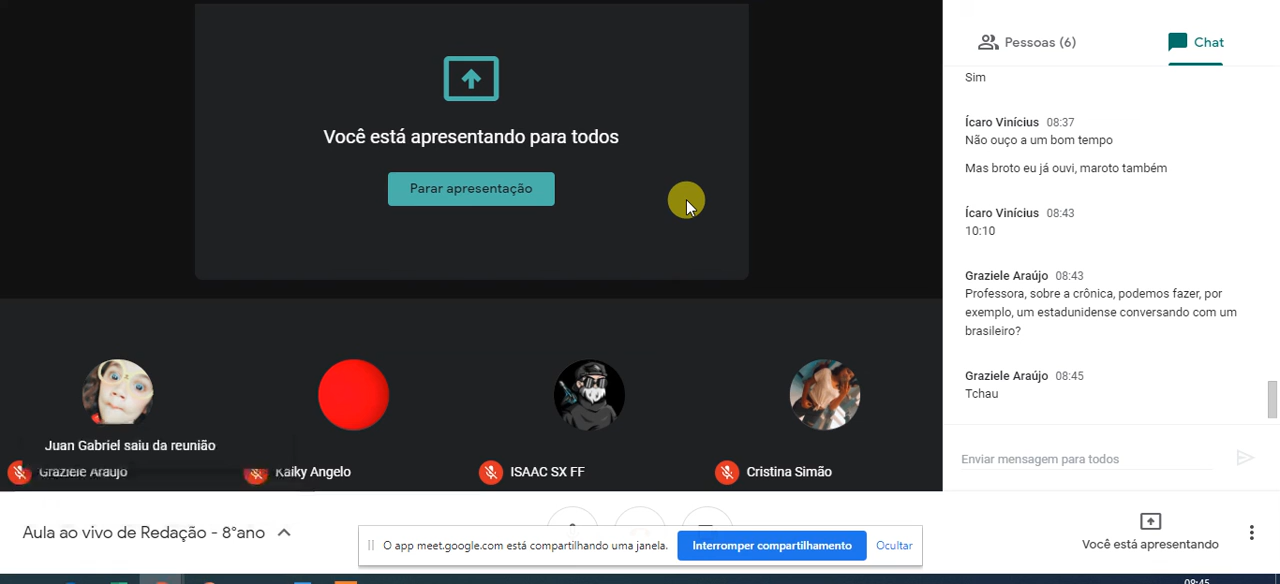 Você está apresentando para todos
Parar apresentação
Juan Gabriel saiu da reunião
Graziele Araújo
Kaiky Angelo
ISAAC SX FF
Cristina Simão
Aula ao vivo de Redação - 8°ano
O app meet.google.com está compartilhando uma janela.
Interromper compartilhamento
Ocultar
Você está apresentando
Pessoas (6)
Chat
Sim
Ícaro Vinícius 08:37
Não ouço a um bom tempo
Mas broto eu já ouvi, maroto também
Ícaro Vinícius 08:43
10:10
Graziele Araújo 08:43
Professora, sobre a crônica, podemos fazer, por
exemplo, um estadunidense conversando com um
brasileiro?
Graziele Araújo 08:45
Tchau
Enviar mensagem para todos
08:45